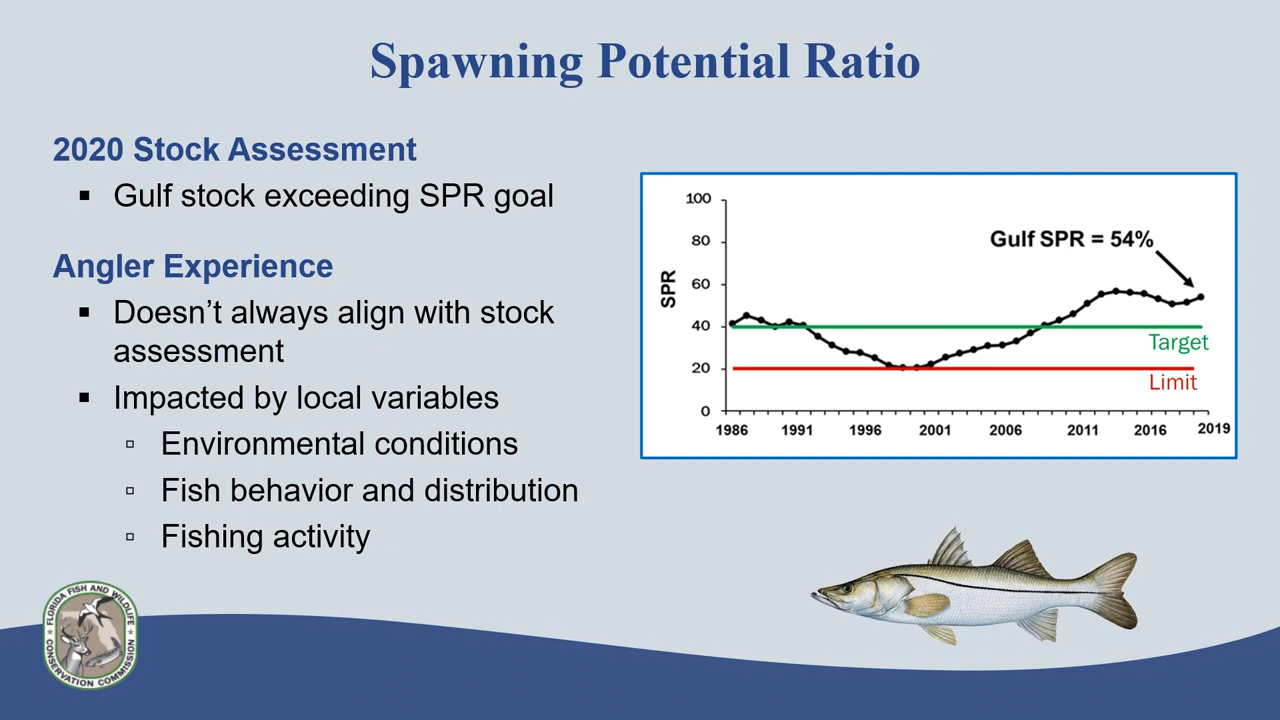 Spawning Potential Ratio
2020 Stock Assessment
▪ Gulf stock exceeding SPR goal
Angler Experience
▪ Doesn’t always align with stock
assessment
▪ Impacted by local variables
▫ Environmental conditions
▫ Fish behavior and distribution
▫ Fishing activity
SPR
100
80
60
40
20
0
Gulf SPR = 54%
Target
Limit
1986 1991 1996 2001 2006 2011 2016 2019
FLORIDA FISH AND WILDLIFE
CONSERVATION COMMISSION